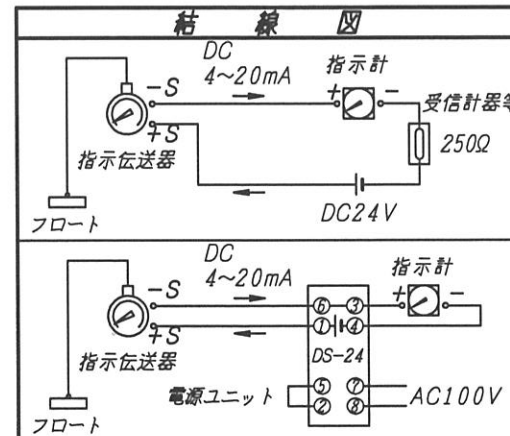 結線図
DC
4~20mA
指示計
-S
+ -
受信計器等
+S
250Ω
指示伝送器
DC24V
フロート
DC
4~20mA
指示計
-S
⑥ ③
+ -
+S
① ④
指示伝送器
DS-24
電源ユニット
⑤ ⑦
AC100V
② ⑧
フロート